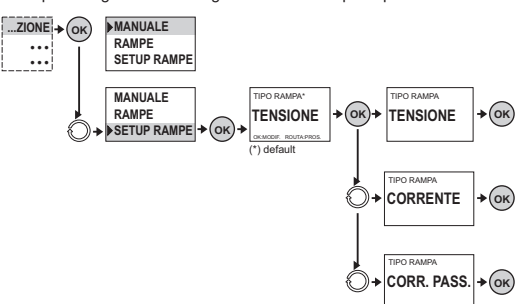 ...ZIONE
OK
MANUALE
RAMPE
SETUP RAMPE
MANUALE
RAMPE
SETUP RAMPE
OK
TIPO RAMPA*
TENSIONE
OK:MODIF. ROUTA:PROS.
(*) default
OK
TIPO RAMPA
TENSIONE
OK
TIPO RAMPA
CORRENTE
OK
TIPO RAMPA
CORR. PASS.
OK